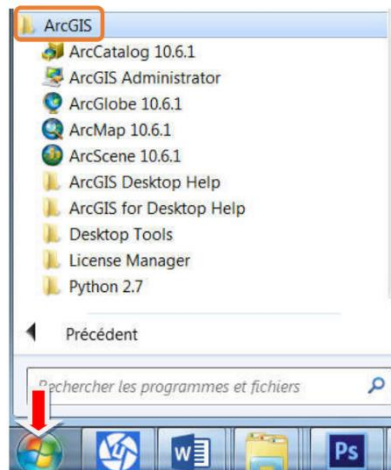 ArcGIS
ArcCatalog 10.6.1
ArcGIS Administrator
ArcGlobe 10.6.1
ArcMap 10.6.1
ArcScene 10.6.1
ArcGIS Desktop Help
ArcGIS for Desktop Help
Desktop Tools
License Manager
Python 2.7
Précédent
Rechercher les programmes et fichiers
W Ps